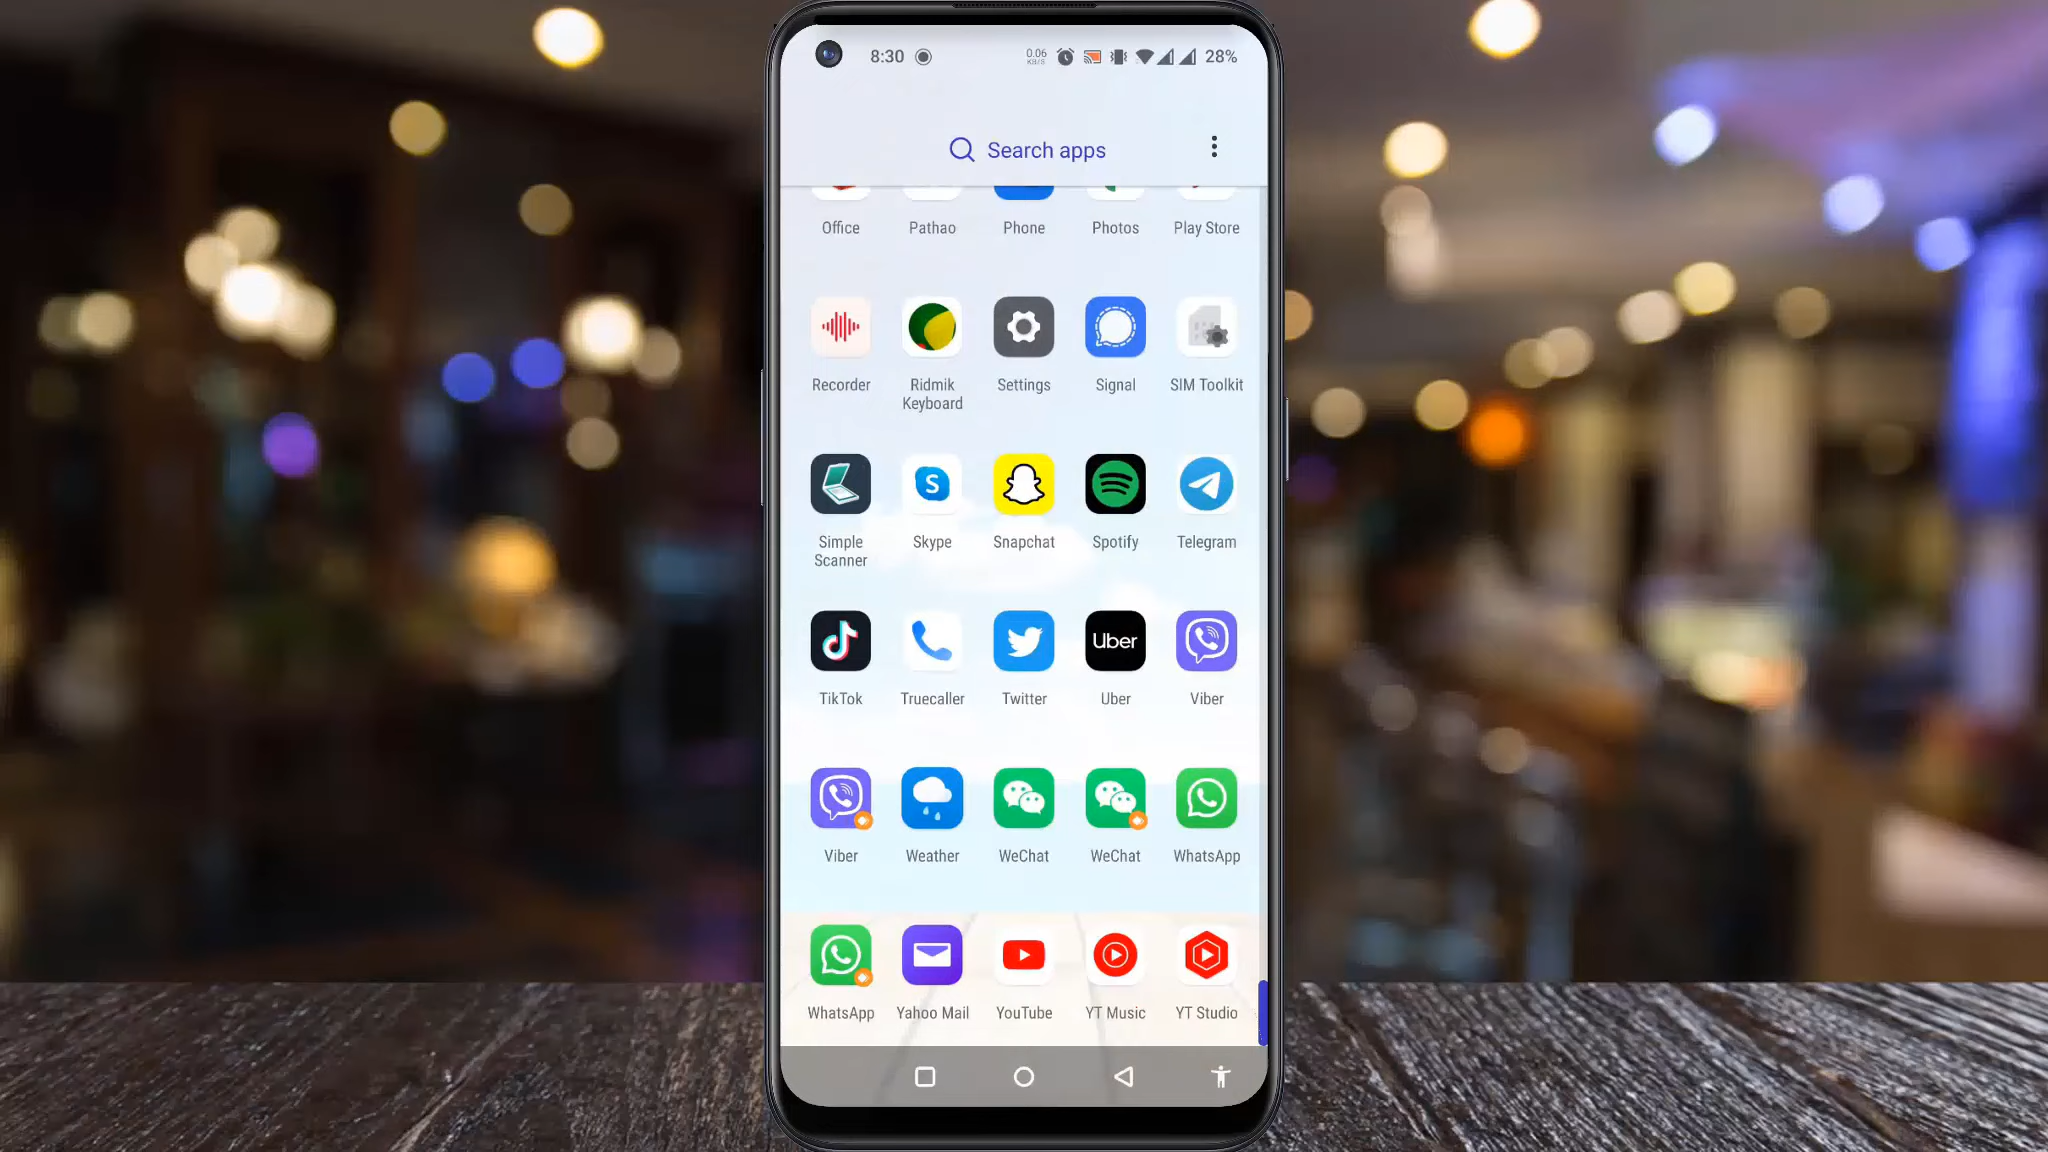 8:30 0.06 KB/S 28%
Search apps
Office Pathao Phone Photos Play Store
Recorder Ridmik Keyboard Settings Signal SIM Toolkit
S
Simple Scanner Skype Snapchat Spotify Telegram
Uber
TikTok Truecaller Twitter Uber Viber
Viber Weather WeChat WeChat WhatsApp
WhatsApp Yahoo Mail YouTube YT Music YT Studio